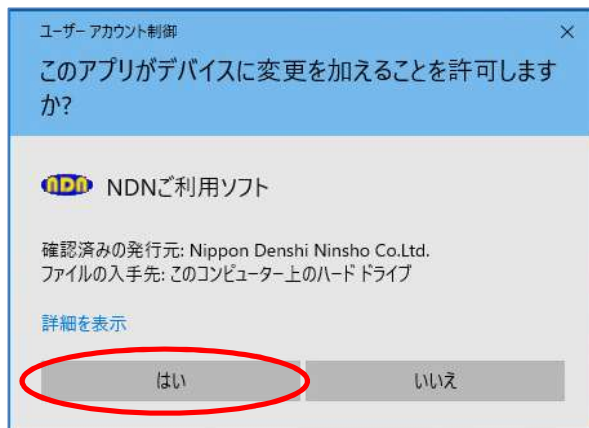 ユーザー アカウント制御
このアプリがデバイスに変更を加えることを許可します
か?
NDN NDNご利用ソフト
確認済みの発行元: Nippon Denshi Ninsho Co.Ltd.
ファイルの入手先: このコンピューター上のハード ドライブ
詳細を表示
はい いいえ